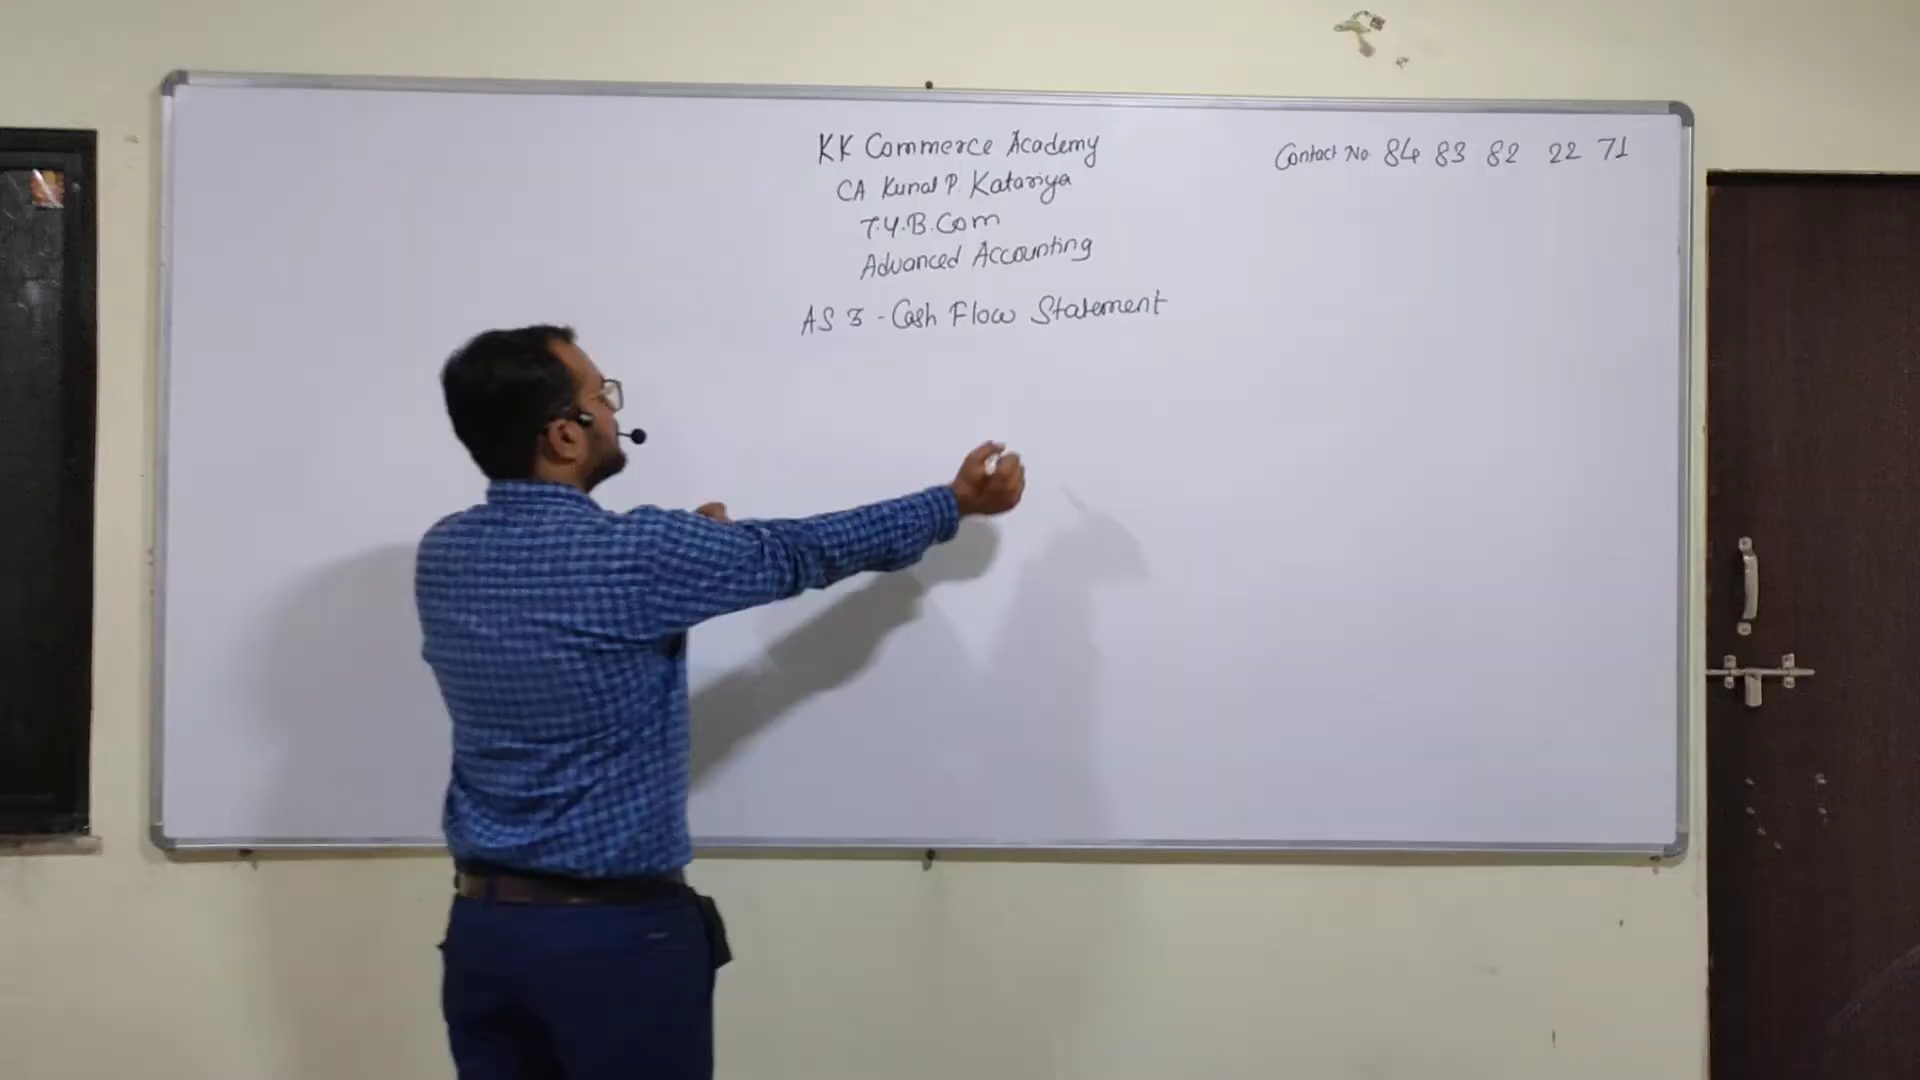 KK Commerce Academy
Contact No. 84 83 82 22 71
CA Kunal P. Katariya
T.Y.B.Com
Advanced Accounting
AS 3 - Cash Flow Statement